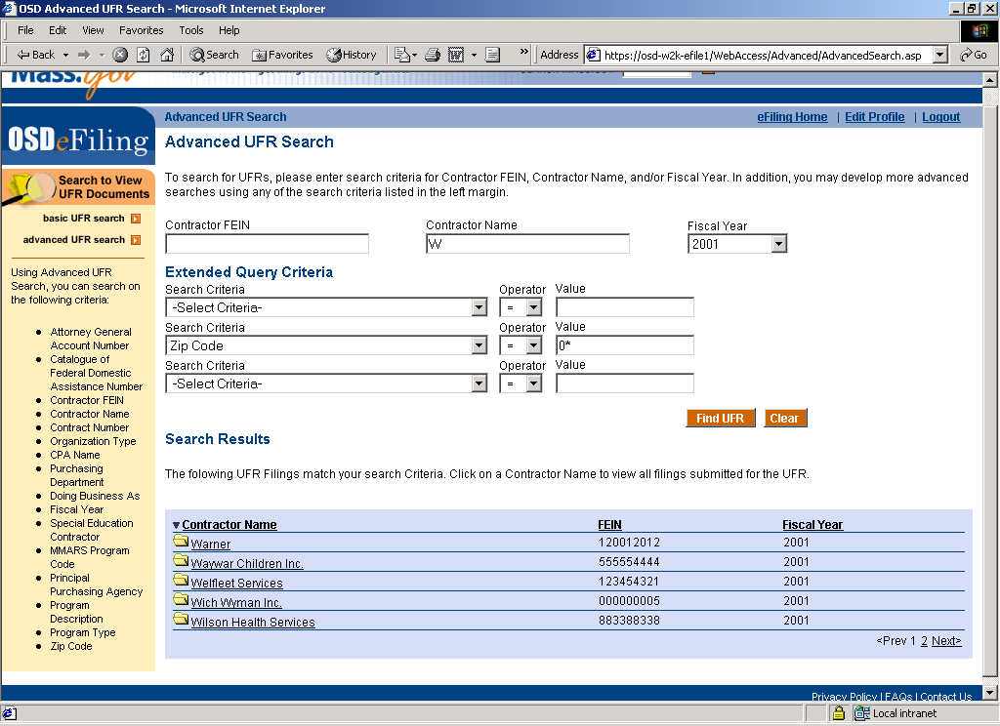 OSD Advanced UFR Search - Microsoft Internet Explorer
File Edit View Favorites Tools Help
Back Search Favorites History » Address https://osd-w2k-efile1/WebAccess/Advanced/AdvancedSearch.asp Go
Mass.gov
OSDeFiling
Advanced UFR Search eFiling Home | Edit Profile | Logout
Search to View
UFR Documents
basic UFR search
advanced UFR search
Using Advanced UFR
Search, you can search on
the following criteria:
Attorney General
Account Number
Catalogue of
Federal Domestic
Assistance Number
Contractor FEIN
Contractor Name
Contract Number
Organization Type
CPA Name
Purchasing
Department
Doing Business As
Fiscal Year
Special Education
Contractor
MMARS Program
Code
Principal
Purchasing Agency
Program
Description
Program Type
Zip Code
Advanced UFR Search
To search for UFRs, please enter search criteria for Contractor FEIN, Contractor Name, and/or Fiscal Year. In addition, you may develop more advanced
searches using any of the search criteria listed in the left margin.
Contractor FEIN Contractor Name Fiscal Year
W 2001
Extended Query Criteria
Search Criteria Operator Value
-Select Criteria- =
Search Criteria Operator Value
Zip Code = 0*
Search Criteria Operator Value
-Select Criteria- =
Find UFR Clear
Search Results
The folowing UFR Filings match your search Criteria. Click on a Contractor Name to view all filings submitted for the UFR.
Contractor Name FEIN Fiscal Year
Warner 120012012 2001
Waywar Children Inc. 555554444 2001
Welfleet Services 123454321 2001
Wich Wyman Inc. 000000005 2001
Wilson Health Services 883388338 2001
<Prev 1 2 Next>
Privacy Policy | FAQs | Contact Us
Local intranet